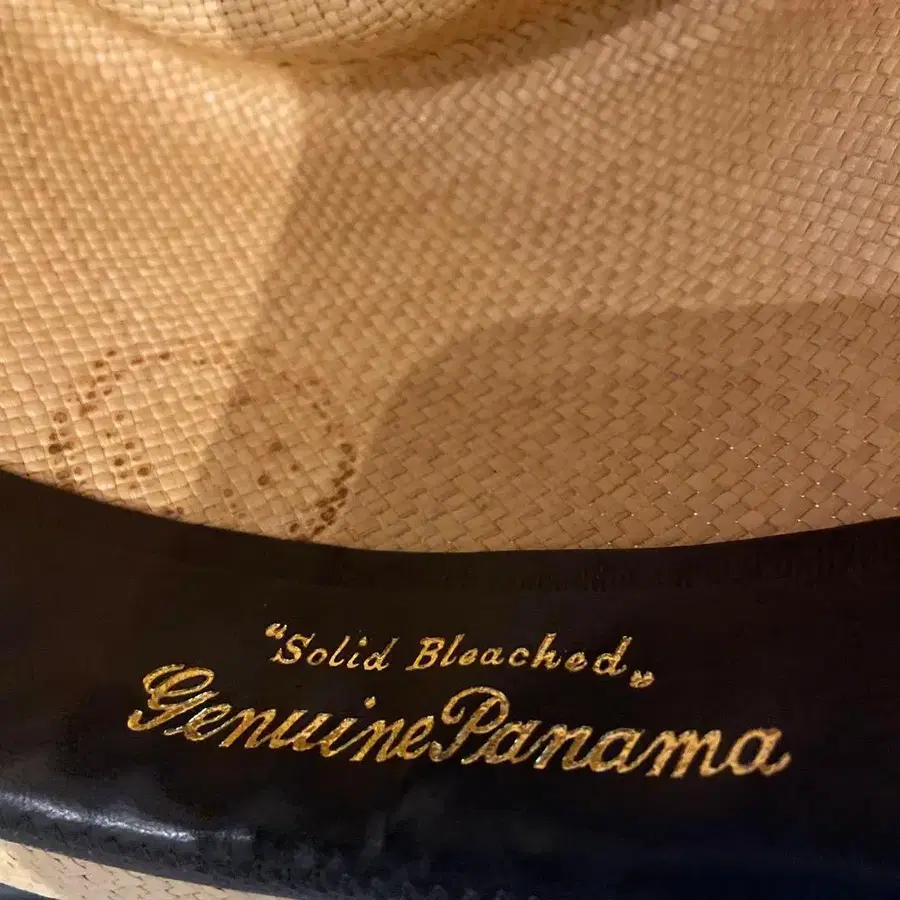 "Solid Bleached„
Genuine Panama